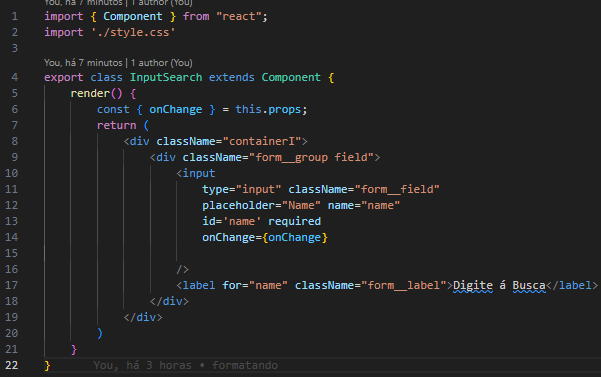 You, há 7 minutos | 1 author (You)
1 import { Component } from "react";
2 import './style.css'
3
You, há 7 minutos | 1 author (You)
4 export class InputSearch extends Component {
5 render() {
6 const { onChange } = this.props;
7 return (
8 <div className="containerI">
9 <div className="form__group field">
10 <input
11 type="input" className="form__field"
12 placeholder="Name" name="name"
13 id='name' required
14 onChange={onChange}
15
16 />
17 <label for="name" className="form__label">Digite á Busca</label>
18 </div>
19 </div>
20 )
21 }
22 } You, há 3 horas • formatando